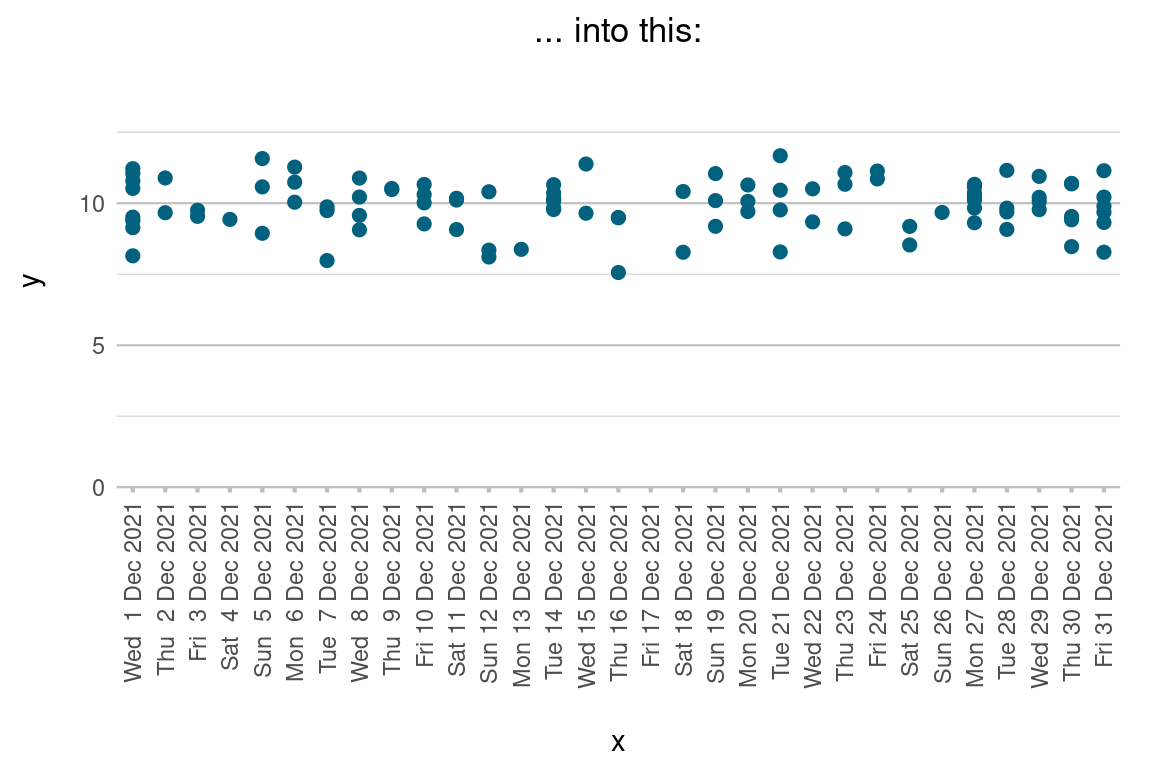 ... into this:
y
10
5
0
Wed  1 Dec 2021
Thu  2 Dec 2021
Fri  3 Dec 2021
Sat  4 Dec 2021
Sun  5 Dec 2021
Mon  6 Dec 2021
Tue  7 Dec 2021
Wed  8 Dec 2021
Thu  9 Dec 2021
Fri 10 Dec 2021
Sat 11 Dec 2021
Sun 12 Dec 2021
Mon 13 Dec 2021
Tue 14 Dec 2021
Wed 15 Dec 2021
Thu 16 Dec 2021
Fri 17 Dec 2021
Sat 18 Dec 2021
Sun 19 Dec 2021
Mon 20 Dec 2021
Tue 21 Dec 2021
Wed 22 Dec 2021
Thu 23 Dec 2021
Fri 24 Dec 2021
Sat 25 Dec 2021
Sun 26 Dec 2021
Mon 27 Dec 2021
Tue 28 Dec 2021
Wed 29 Dec 2021
Thu 30 Dec 2021
Fri 31 Dec 2021
x